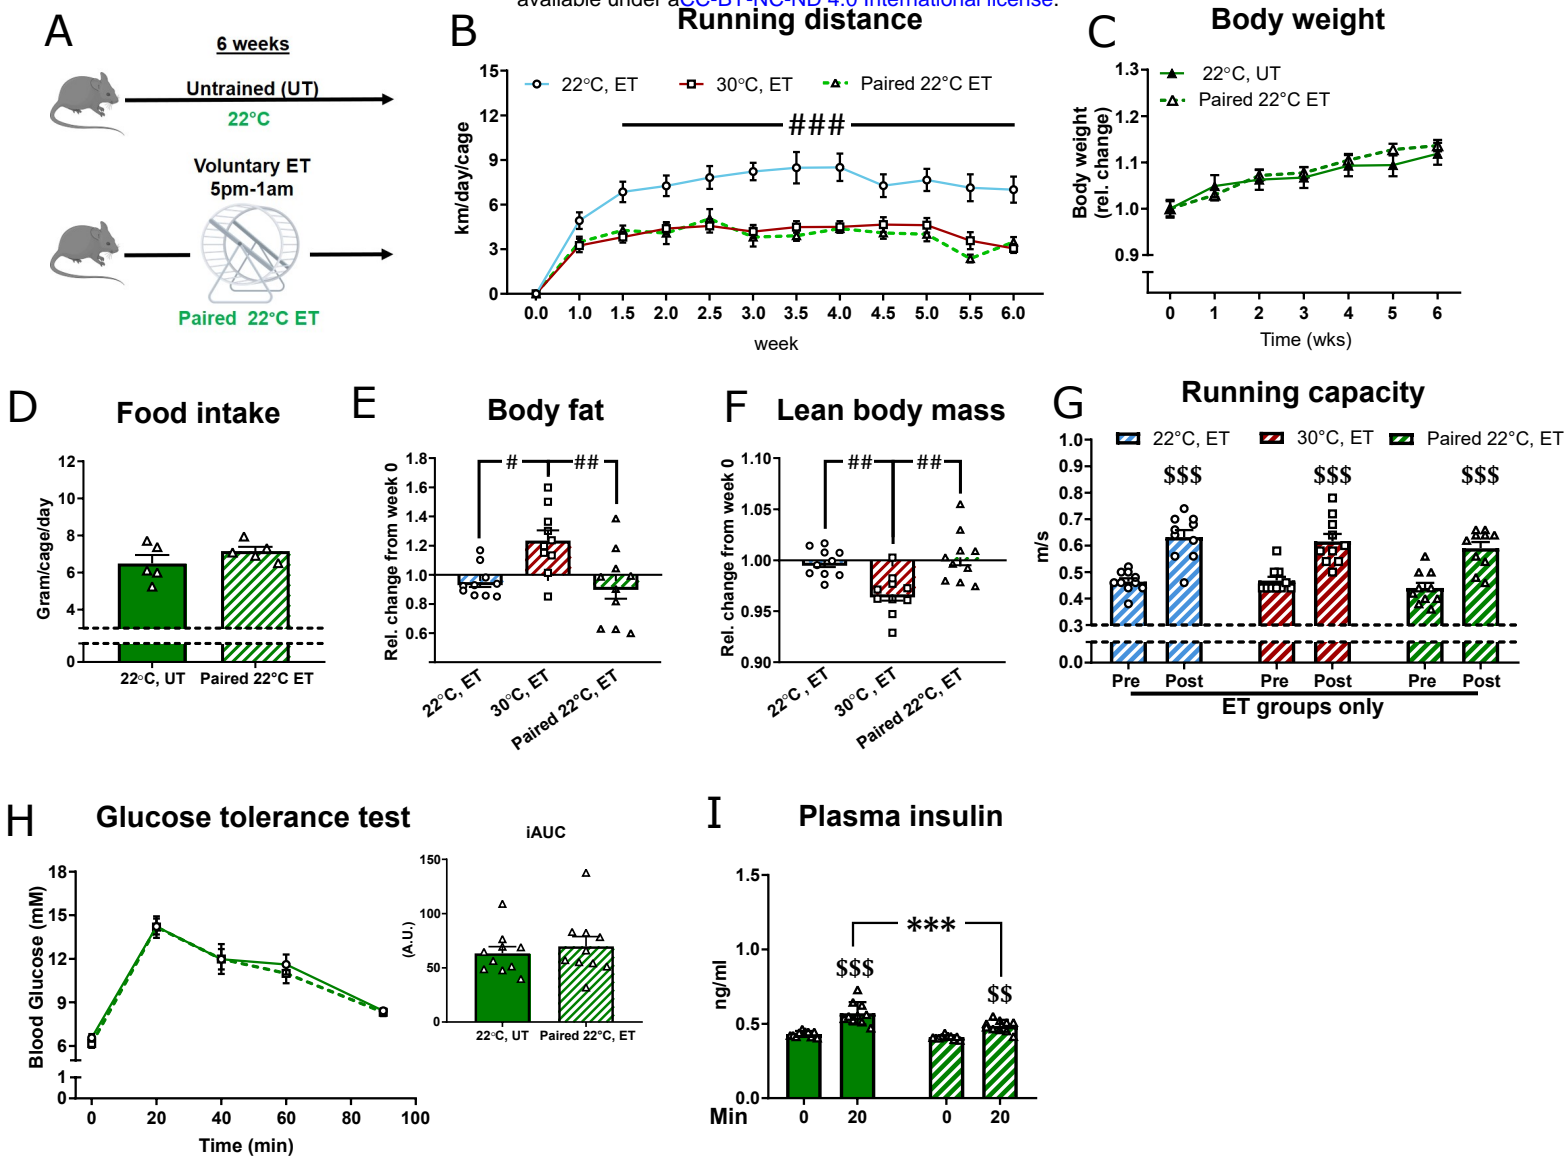 available under aCC-BY-NC-ND 4.0 International license.
A
6 weeks
Untrained (UT)
22°C
Voluntary ET
5pm-1am
Paired 22°C ET
B
Running distance
22°C, ET
30°C, ET
Paired 22°C ET
###
km/day/cage
15
12
9
6
3
0
0.0 1.0 1.5 2.0 2.5 3.0 3.5 4.0 4.5 5.0 5.5 6.0
week
C
Body weight
22°C, UT
Paired 22°C ET
Body weight
(rel. change)
1.3
1.2
1.1
1.0
0.9
0 1 2 3 4 5 6
Time (wks)
D
Food intake
Gram/cage/day
12
10
8
6
4
0
22°C, UT Paired 22°C ET
E
Body fat
Rel. change from week 0
1.8
1.6
1.4
1.2
1.0
0.8
0.6
# ##
22°C, ET
30°C, ET
Paired 22°C, ET
F
Lean body mass
Rel. change from week 0
1.10
1.05
1.00
0.95
0.90
## ##
22°C, ET
30°C, ET
Paired 22°C, ET
G
Running capacity
22°C, ET
30°C, ET
Paired 22°C, ET
m/s
1.0
0.9
0.8
0.7
0.6
0.5
0.4
0.3
0.0
$$$ $$$ $$$
Pre Post Pre Post Pre Post
ET groups only
H
Glucose tolerance test
Blood Glucose (mM)
18
15
12
9
6
1
0
0 20 40 60 80 100
Time (min)
iAUC
(A.U.)
150
100
50
0
22°C, UT Paired 22°C, ET
I
Plasma insulin
ng/ml
1.5
1.0
0.5
0.0
***
$$$
$$
Min 0 20 0 20